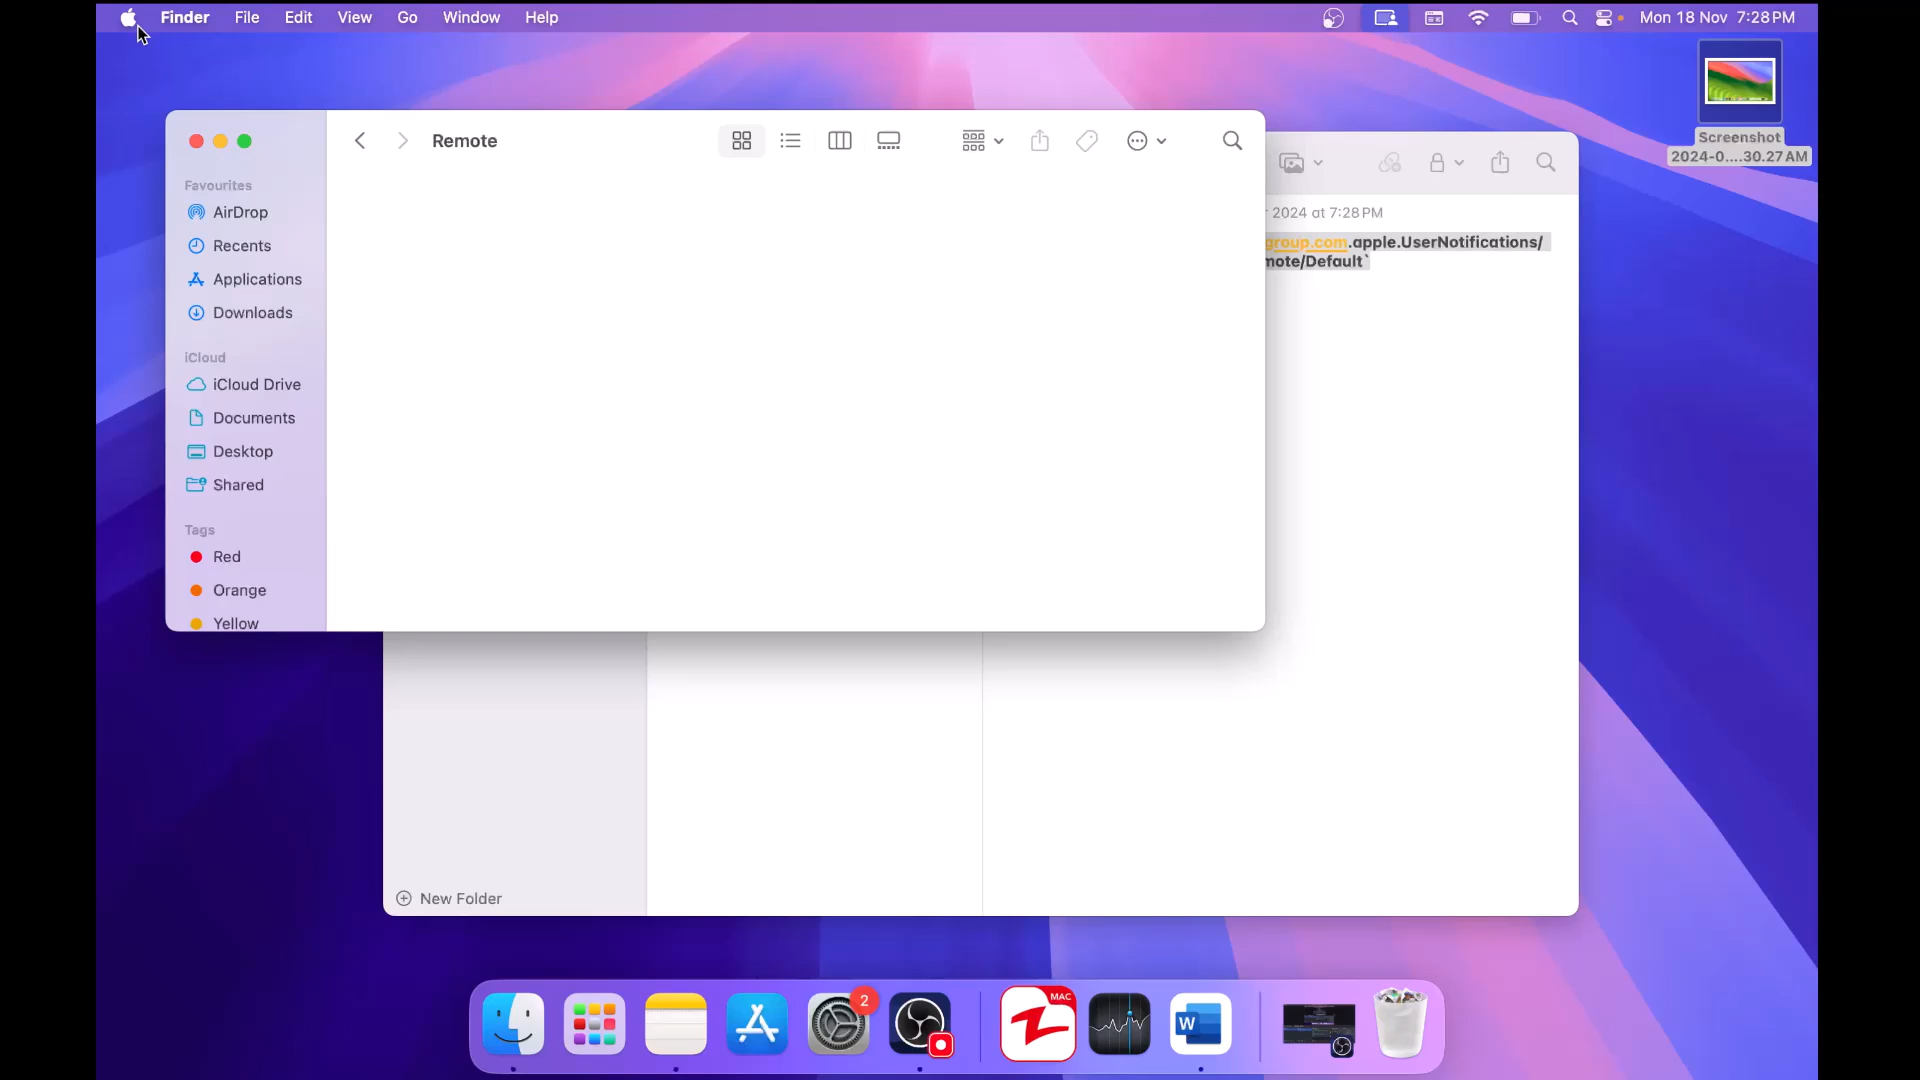 Finder File Edit View Go Window Help Mon 18 Nov 7:28 PM
Screenshot
2024-0....30.27 AM
Remote
Favourites
AirDrop
Recents
Applications
Downloads
iCloud
iCloud Drive
Documents
Desktop
Shared
Tags
Red
Orange
Yellow
2024 at 7:28 PM
group.com.apple.UserNotifications/
mote/Default`
New Folder
2
MAC
W